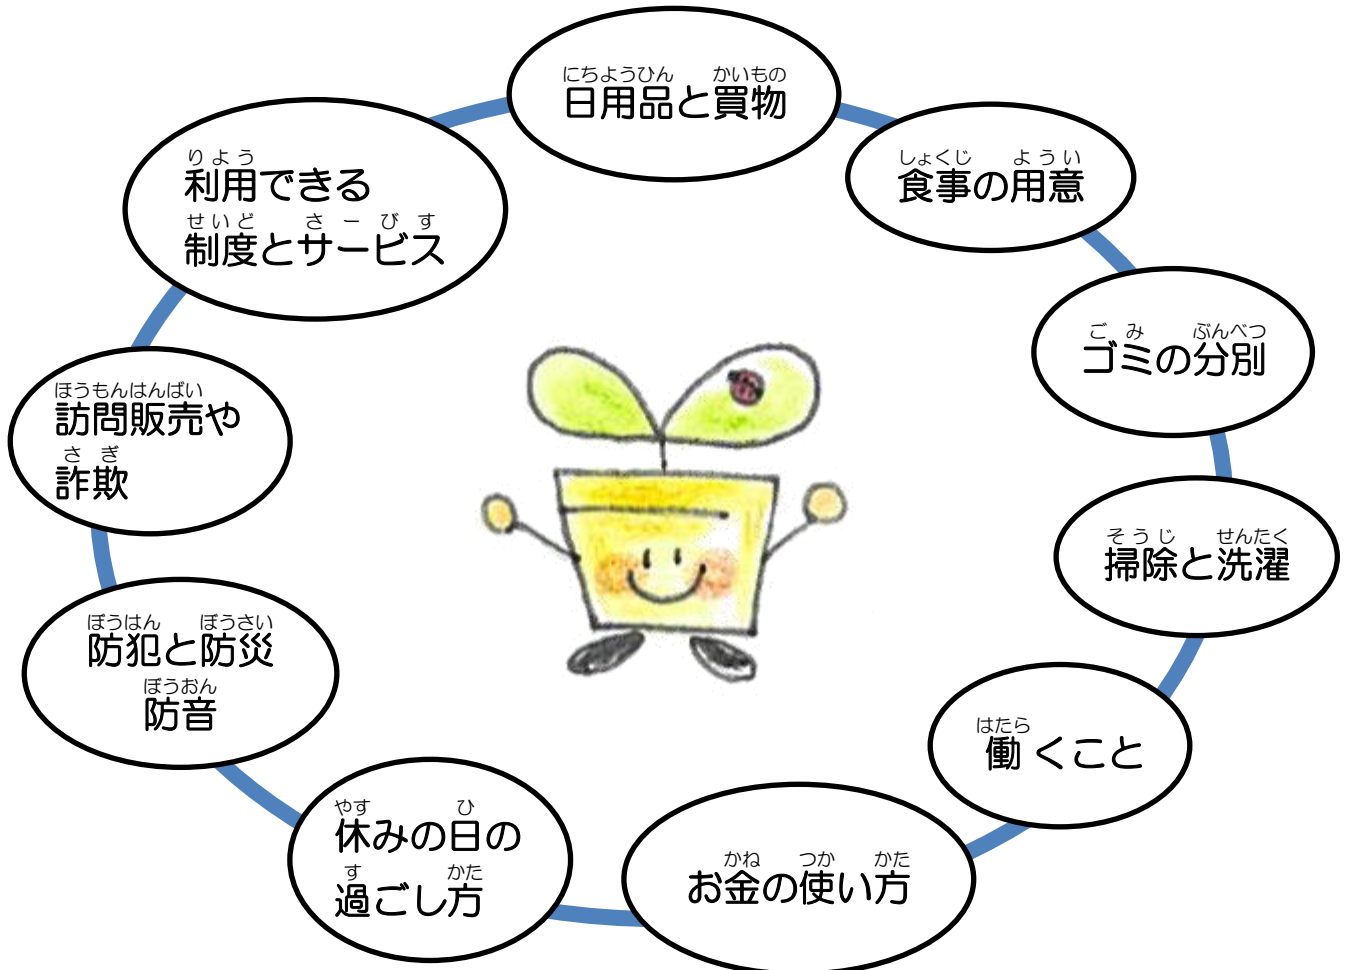 にちようひん かいもの
日用品と買物
しょくじ ようい
食事の用意
ごみ ぶんべつ
ゴミの分別
そうじ せんたく
掃除と洗濯
はたら
働くこと
かね つか かた
お金の使い方
やす ひ
休みの日の
す かた
過ごし方
ぼうはん ぼうさい
防犯と防災
ぼうおん
防音
ほうもんはんばい
訪問販売や
さぎ
詐欺
りよう
利用できる
せいど さーびす
制度とサービス